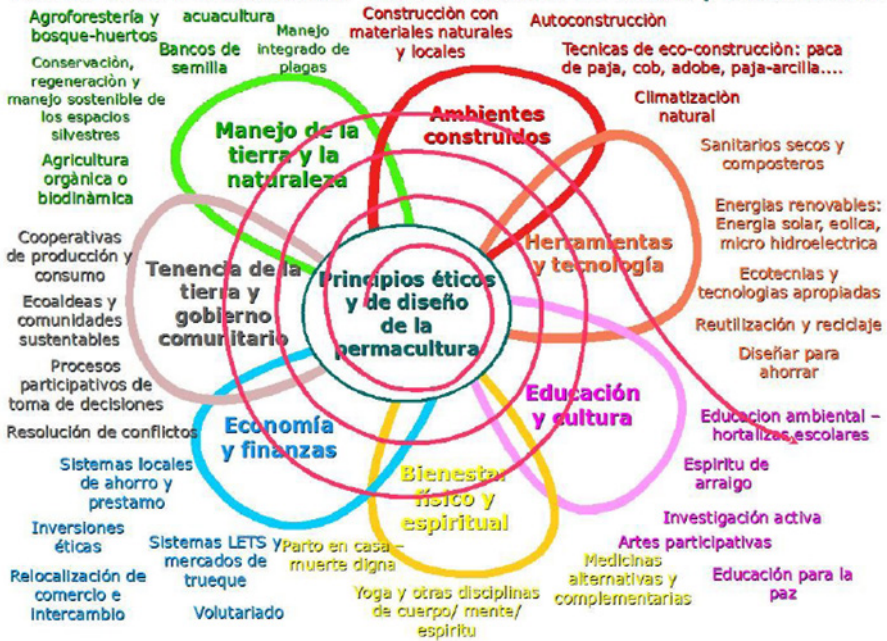 Agroforestería y
bosque-huertos
acuacultura
Bancos de
semilla
Manejo
integrado de
plagas
Conservaciòn,
regeneraciòn y
manejo sostenible de
los espacios
silvestres
Agricultura
orgànica o
biodinàmica
Manejo de la
tierra y la
naturaleza
Construcciòn con
materiales naturales
y locales
Autoconstrucciòn
Tecnicas de eco-construcciòn: paca
de paja, cob, adobe, paja-arcilla....
Climatizaciòn
natural
Ambientes
construidos
Sanitarios secos y
composteros
Energias renovables:
Energia solar, eolica,
micro hidroelectrica
Ecotecnias y
tecnologias apropiadas
Reutilización y reciclaje
Diseñar para
ahorrar
Herramientas
y tecnología
Cooperativas
de producción y
consumo
Ecoaldeas y
comunidades
sustentables
Procesos
participativos de
toma de decisiones
Resolución de conflictos
Tenencia de la
tierra y
gobierno
comunitario
Principios éticos
y de diseño
de la
permacultura
Educación
y cultura
Educacion ambiental –
hortalizas escolares
Espiritu de
arraigo
Investigación activa
Artes participativas
Educación para la
paz
Economía
y finanzas
Sistemas locales
de ahorro y
prestamo
Inversiones
éticas
Sistemas LETS y
mercados de
trueque
Relocalización de
comercio e
intercambio
Volutariado
Bienestar
físico y
espiritual
Parto en casa –
muerte digna
Yoga y otras disciplinas
de cuerpo/ mente/
espiritu
Medicinas
alternativas y
complementarias